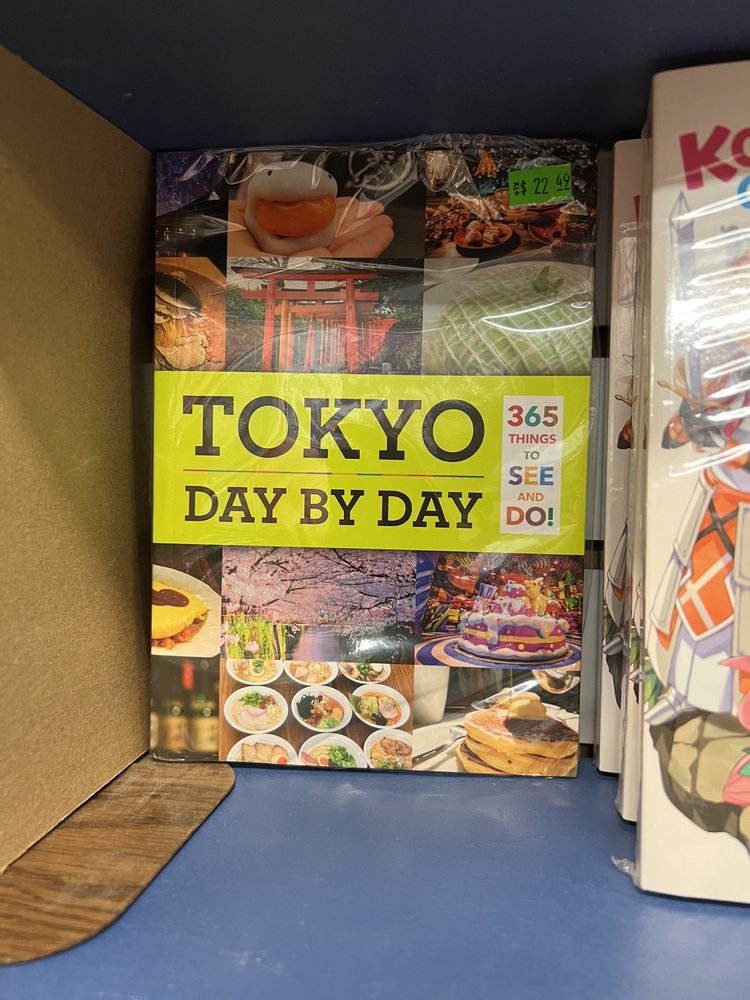 $$ 22 49
TOKYO
DAY BY DAY
365
THINGS
TO
SEE
AND
DO!